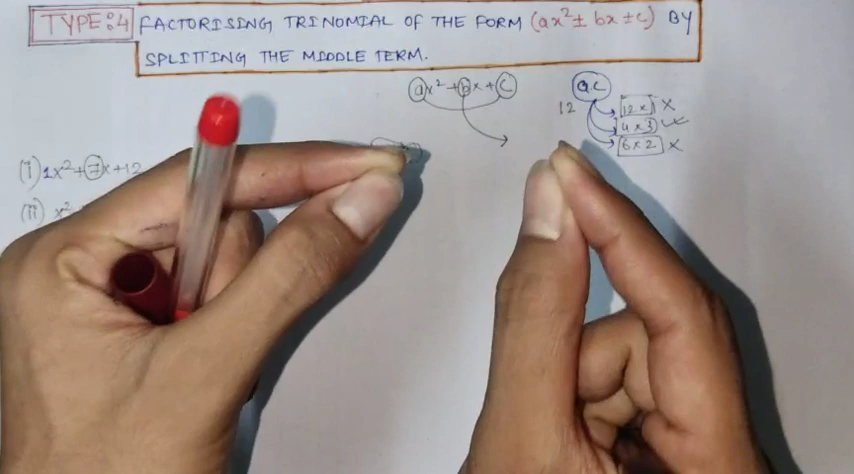 TYPE:4 FACTORISING TRINOMIAL OF THE FORM (ax² ± bx ± c) BY
SPLITTING THE MIDDLE TERM.
ax² + bx + c
a.c
12
12 x 1 x
4 x 3 ✓
6 x 2 x
(i) 1x² + 7x + 12
(ii) x²